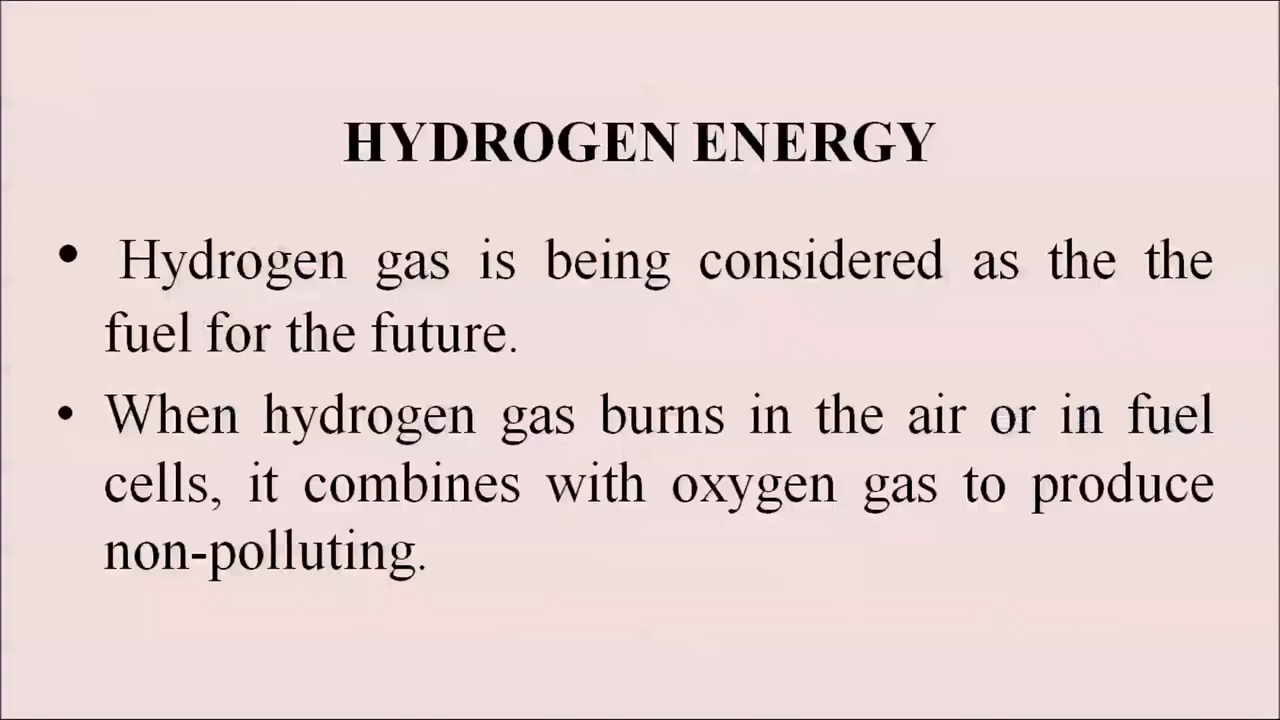 HYDROGEN ENERGY
• Hydrogen gas is being considered as the the
fuel for the future.
• When hydrogen gas burns in the air or in fuel
cells, it combines with oxygen gas to produce
non-polluting.